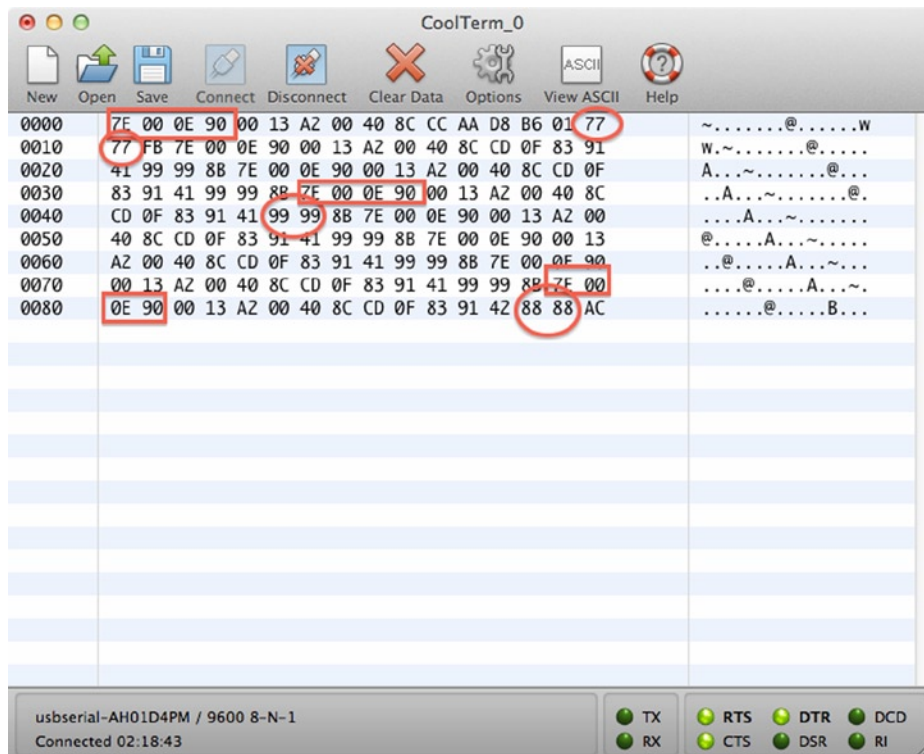 CoolTerm_0
New Open Save Connect Disconnect Clear Data Options View ASCII Help
ASCII
0000 7E 00 0E 90 00 13 A2 00 40 8C CC AA D8 B6 01 77 ~.......@......W
0010 77 FB 7E 00 0E 90 00 13 A2 00 40 8C CD 0F 83 91 w.~.......@.....
0020 41 99 99 8B 7E 00 0E 90 00 13 A2 00 40 8C CD 0F A...~.......@...
0030 83 91 41 99 99 8B 7E 00 0E 90 00 13 A2 00 40 8C ..A...~.......@.
0040 CD 0F 83 91 41 99 99 8B 7E 00 0E 90 00 13 A2 00 ....A...~.......
0050 40 8C CD 0F 83 91 41 99 99 8B 7E 00 0E 90 00 13 @.....A...~.....
0060 A2 00 40 8C CD 0F 83 91 41 99 99 8B 7E 00 0E 90 ..@.....A...~...
0070 00 13 A2 00 40 8C CD 0F 83 91 41 99 99 8B 7E 00 ....@.....A...~.
0080 0E 90 00 13 A2 00 40 8C CD 0F 83 91 42 88 88 AC ......@.....B...
usbserial-AH01D4PM / 9600 8-N-1
Connected 02:18:43
TX RTS DTR DCD
RX CTS DSR RI